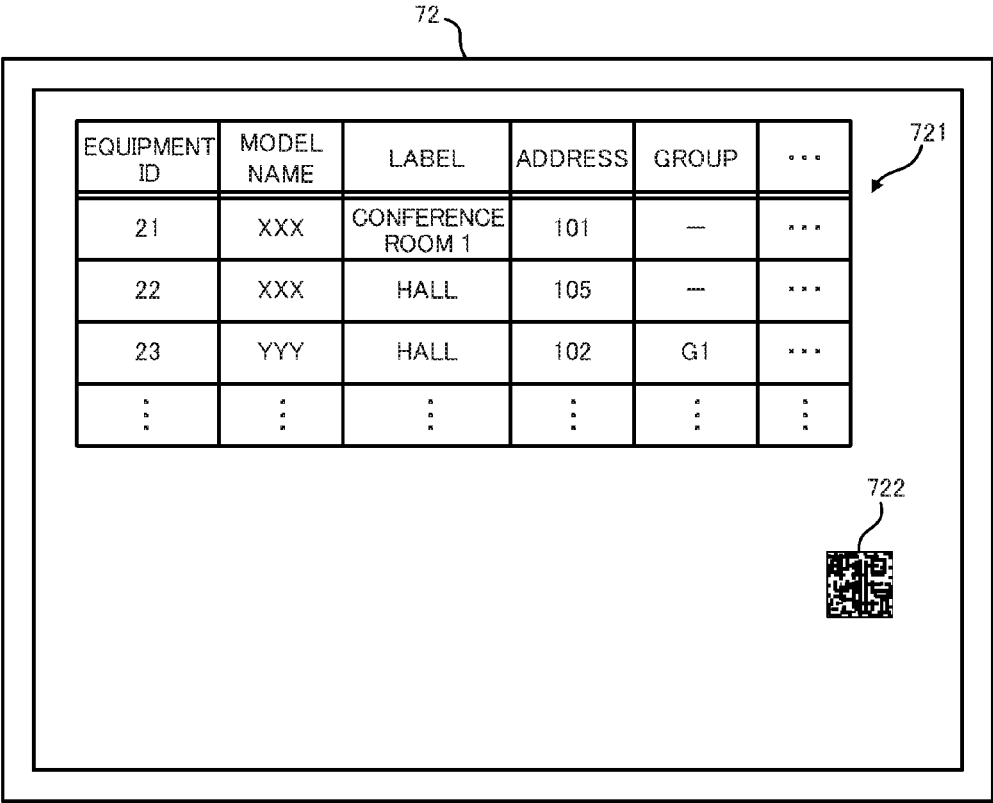 72
721
EQUIPMENT ID | MODEL NAME | LABEL | ADDRESS | GROUP | ...
21 | XXX | CONFERENCE ROOM 1 | 101 | — | ...
22 | XXX | HALL | 105 | — | ...
23 | YYY | HALL | 102 | G1 | ...
⋮ | ⋮ | ⋮ | ⋮ | ⋮ | ⋮
722